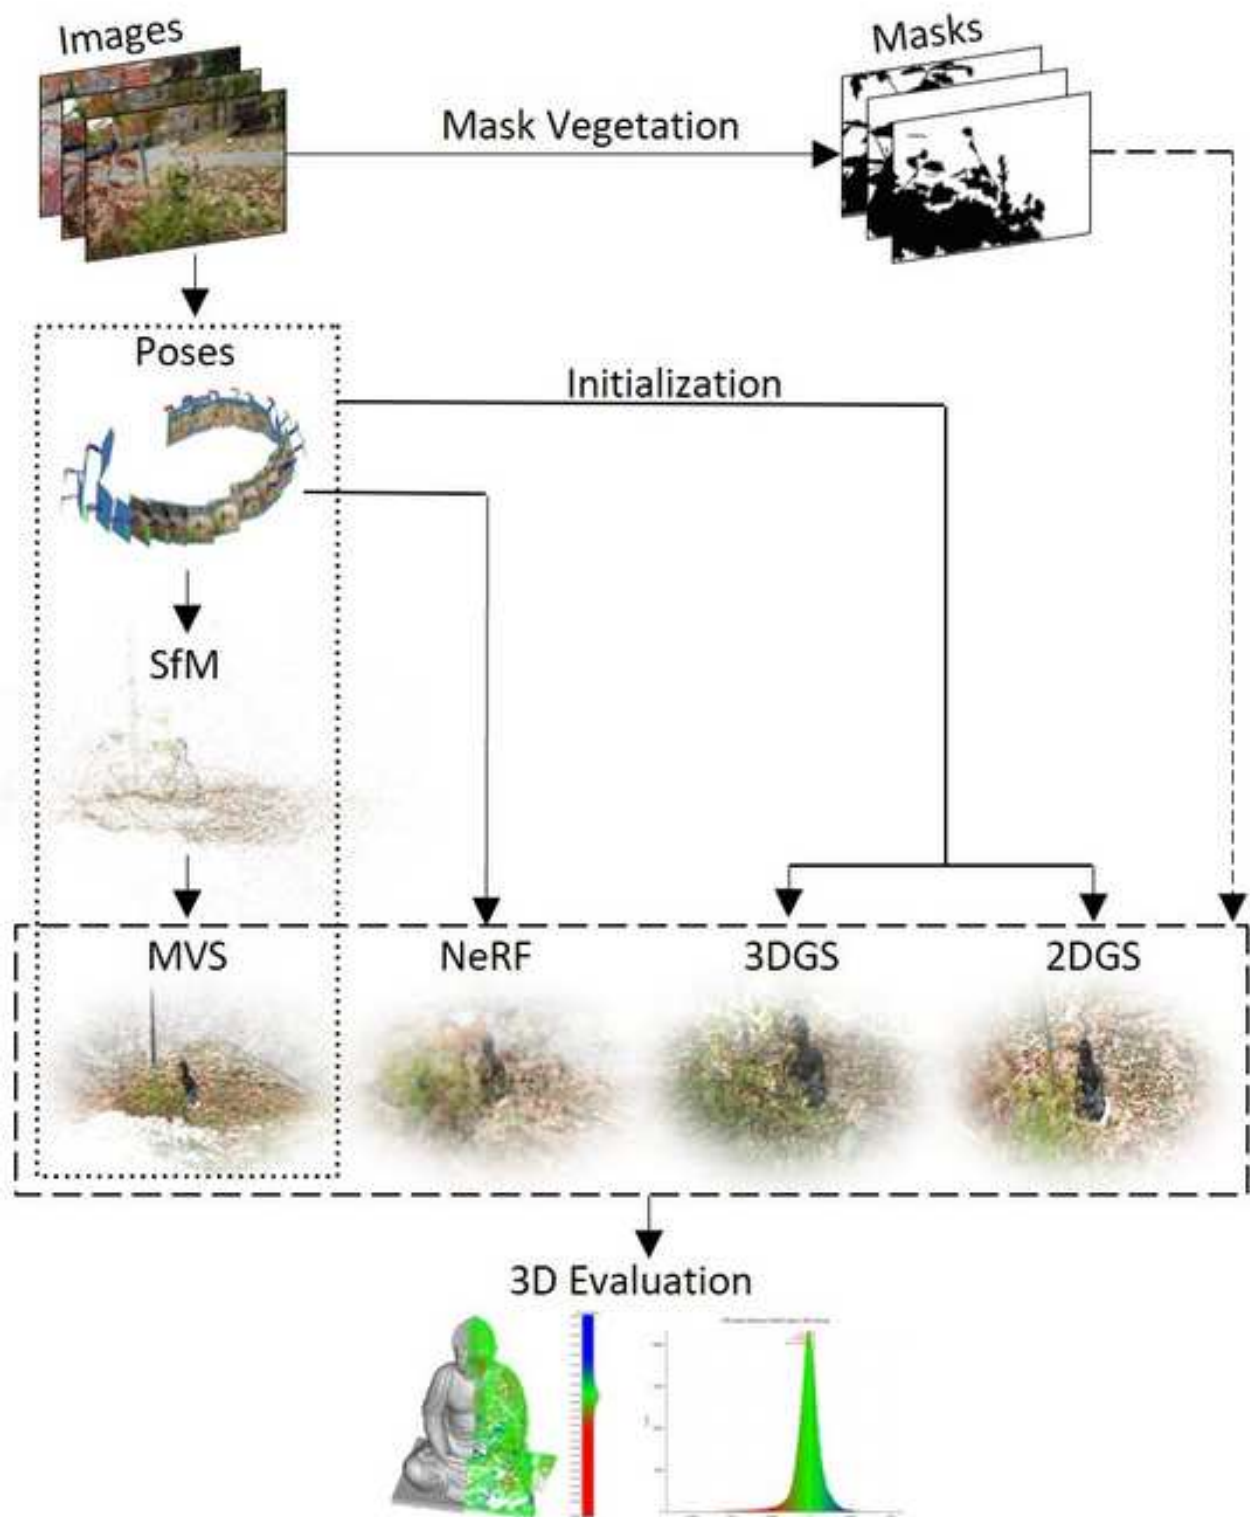 Images
Masks
Mask Vegetation
Poses
Initialization
SfM
MVS
NeRF
3DGS
2DGS
3D Evaluation